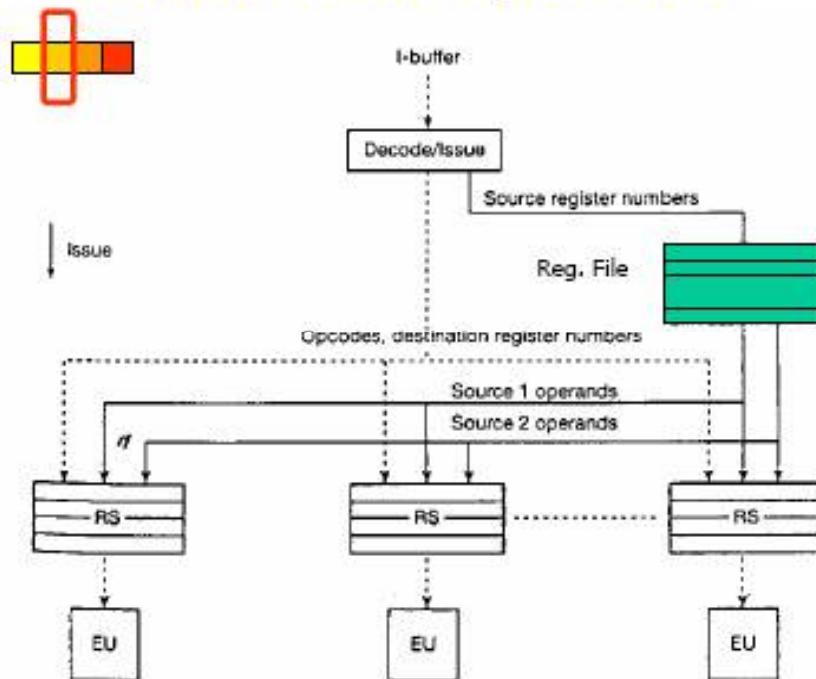 I-buffer
Decode/Issue
Source register numbers
Issue
Reg. File
Opcodes, destination register numbers
Source 1 operands
Source 2 operands
rf
RS RS RS
EU EU EU